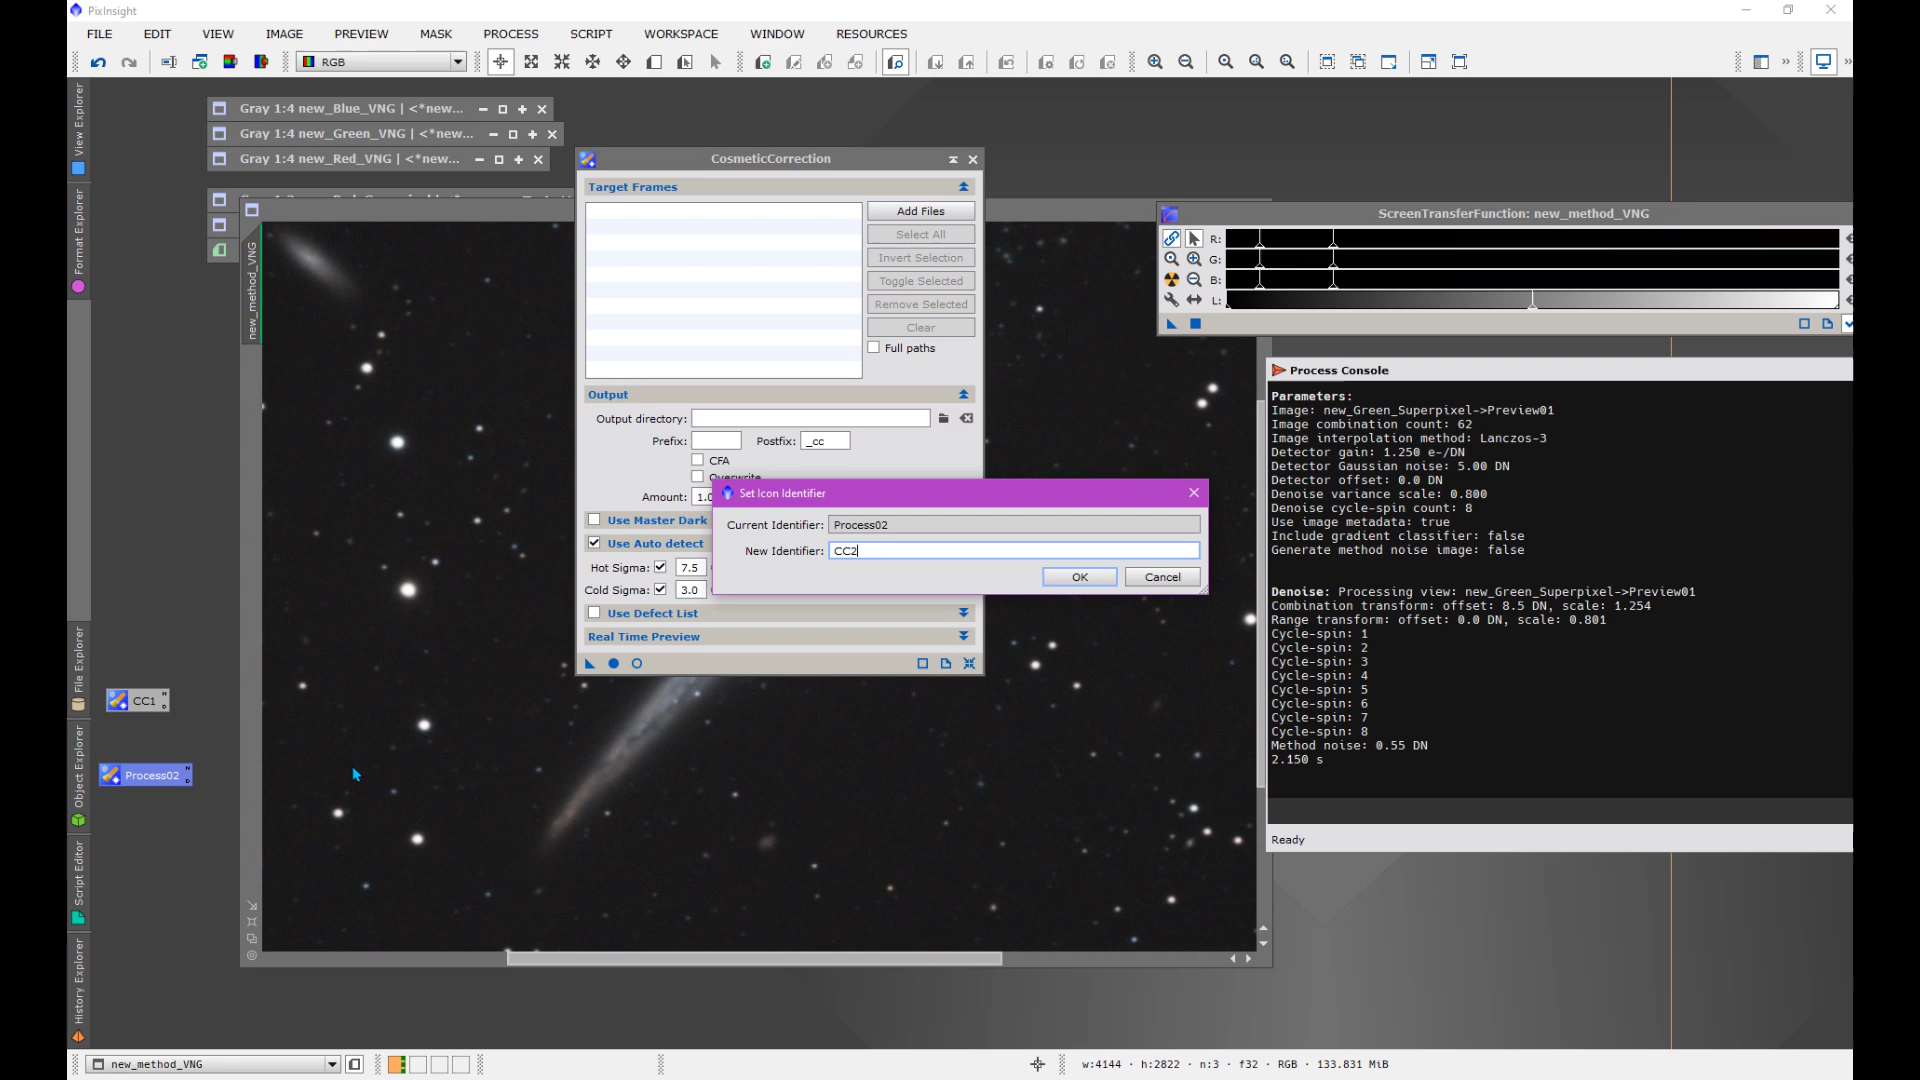 PixInsight
FILE EDIT VIEW IMAGE PREVIEW MASK PROCESS SCRIPT WORKSPACE WINDOW RESOURCES
RGB
View Explorer
Format Explorer
File Explorer
Object Explorer
Script Editor
History Explorer
Gray 1:4 new_Blue_VNG | <*new...
Gray 1:4 new_Green_VNG | <*new...
Gray 1:4 new_Red_VNG | <*new...
new_method_VNG
CC1
Process02
CosmeticCorrection
Target Frames
Add Files
Select All
Invert Selection
Toggle Selected
Remove Selected
Clear
Full paths
Output
Output directory:
Prefix: Postfix: _cc
CFA
Overwrite
Amount: 1.0
Use Master Dark
Use Auto detect
Hot Sigma: 7.5
Cold Sigma: 3.0
Use Defect List
Real Time Preview
Set Icon Identifier
Current Identifier: Process02
New Identifier: CC2
OK Cancel
ScreenTransferFunction: new_method_VNG
R:
G:
B:
L:
Process Console
Parameters:
Image: new_Green_Superpixel->Preview01
Image combination count: 62
Image interpolation method: Lanczos-3
Detector gain: 1.250 e-/DN
Detector Gaussian noise: 5.00 DN
Detector offset: 0.0 DN
Denoise variance scale: 0.800
Denoise cycle-spin count: 8
Use image metadata: true
Include gradient classifier: false
Generate method noise image: false
Denoise: Processing view: new_Green_Superpixel->Preview01
Combination transform: offset: 8.5 DN, scale: 1.254
Range transform: offset: 0.0 DN, scale: 0.801
Cycle-spin: 1
Cycle-spin: 2
Cycle-spin: 3
Cycle-spin: 4
Cycle-spin: 5
Cycle-spin: 6
Cycle-spin: 7
Cycle-spin: 8
Method noise: 0.55 DN
2.150 s
Ready
new_method_VNG
w:4144 · h:2822 · n:3 · f32 · RGB · 133.831 MiB